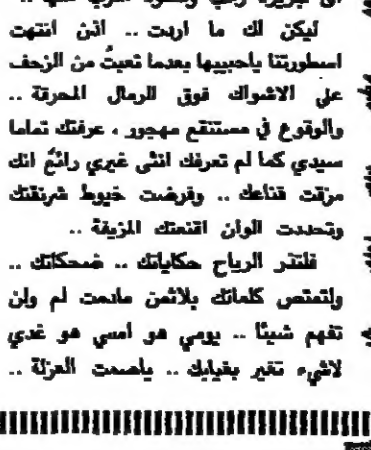 ليكن لك ما اردت .. اذن انتهت
اسطورتنا ياحبيبها بعدما تعبتُ من الزحف
على الاشواك فوق الرمال المحرقة ..
والوقوع في مستنقع مهجور ، عرفتك تماما
سيدي كما لم تعرفك انثى غيري رائعٌ انك
مزقت قناعك .. وقرضت خيوط شرنقتك
وتحددت الوان اقنعتك المزيفة ..
فلتذر الرياح حكاياتك .. ضحكاتك ..
ولتمتص كلماتك بلاثمن مادمت لم ولن
تفهم شيئا .. يومي هو امسي هو غدي
لاشيء تغير بغيابك .. ياصمت العزلة ..